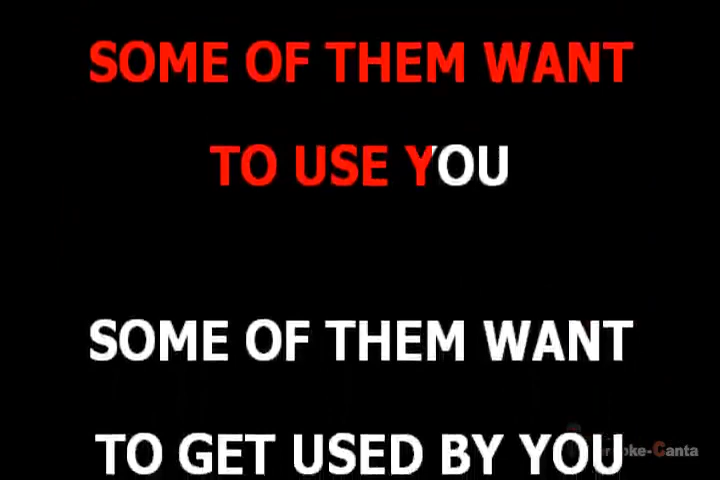 SOME OF THEM WANT
TO USE YOU
SOME OF THEM WANT
TO GET USED BY YOU